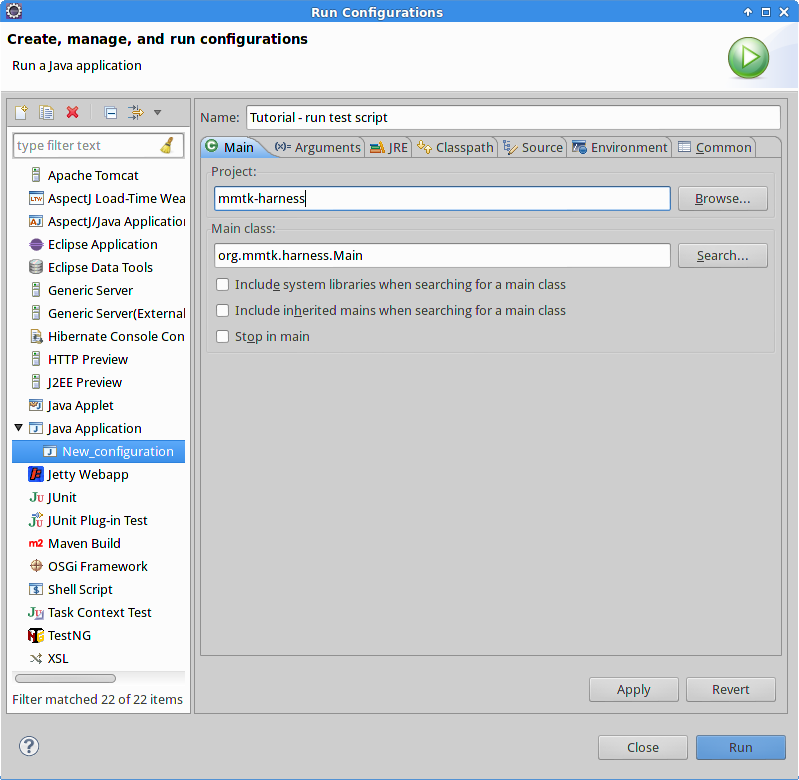 Run Configurations
Create, manage, and run configurations
Run a Java application
type filter text
Apache Tomcat
AspectJ Load-Time Wea
AspectJ/Java Application
Eclipse Application
Eclipse Data Tools
Generic Server
Generic Server(External
Hibernate Console Con
HTTP Preview
J2EE Preview
Java Applet
Java Application
New_configuration
Jetty Webapp
JUnit
JUnit Plug-in Test
Maven Build
OSGi Framework
Shell Script
Task Context Test
TestNG
XSL
Filter matched 22 of 22 items
Name: Tutorial - run test script
Main (x)= Arguments JRE Classpath Source Environment Common
Project:
mmtk-harness Browse...
Main class:
org.mmtk.harness.Main Search...
Include system libraries when searching for a main class
Include inherited mains when searching for a main class
Stop in main
Apply Revert
? Close Run